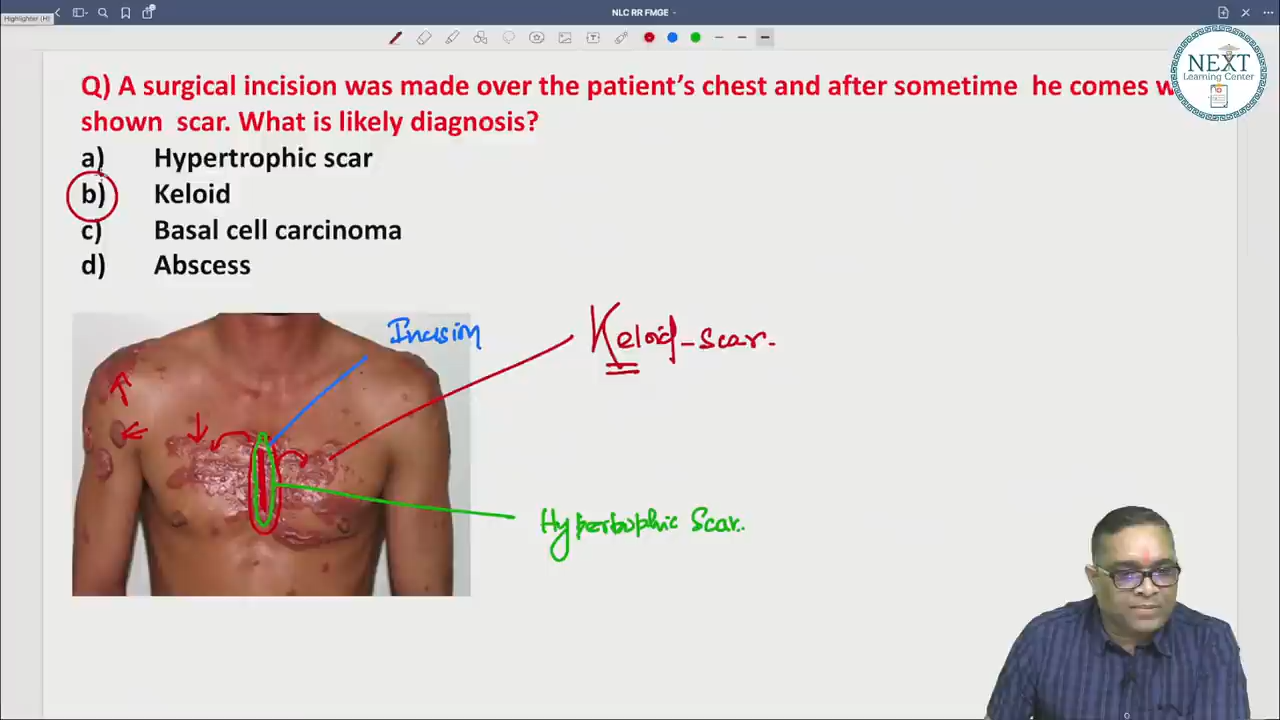 Highlighter (H)
NLC RR FMGE
NEXT
Learning Center
Q) A surgical incision was made over the patient's chest and after sometime he comes w
shown scar. What is likely diagnosis?
a) Hypertrophic scar
b) Keloid
c) Basal cell carcinoma
d) Abscess
Incision
Keloid - scar.
Hypertrophic Scar.